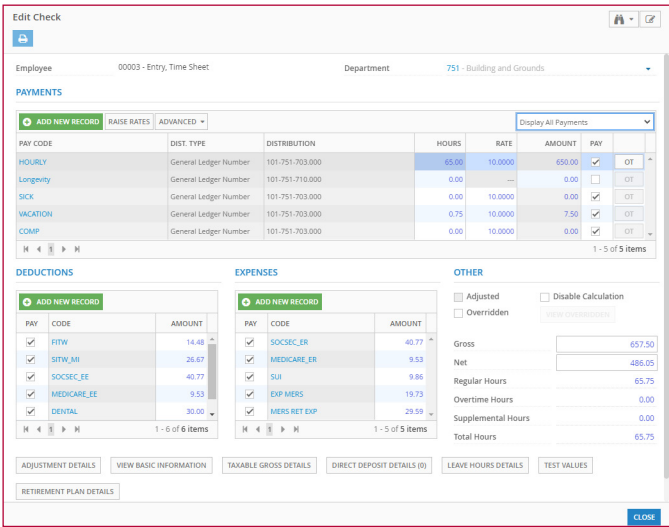 Edit Check
Employee 00003 - Entry, Time Sheet Department 751 - Building and Grounds
PAYMENTS
ADD NEW RECORD RAISE RATES ADVANCED Display All Payments
PAY CODE DIST. TYPE DISTRIBUTION HOURS RATE AMOUNT PAY
HOURLY General Ledger Number 101-751-703.000 65.00 10.0000 650.00 OT
Longevity General Ledger Number 101-751-710.000 0.00 --- 0.00 OT
SICK General Ledger Number 101-751-703.000 0.00 10.0000 0.00 OT
VACATION General Ledger Number 101-751-703.000 0.75 10.0000 7.50 OT
COMP General Ledger Number 101-751-703.000 0.00 10.0000 0.00 OT
1 1 - 5 of 5 items
DEDUCTIONS EXPENSES OTHER
ADD NEW RECORD ADD NEW RECORD Adjusted Disable Calculation
Overridden VIEW OVERRIDDEN
PAY CODE AMOUNT PAY CODE AMOUNT
FITW 14.48 SOCSEC_ER 40.77 Gross 657.50
SITW_MI 26.67 MEDICARE_ER 9.53 Net 486.05
SOCSEC_EE 40.77 SUI 9.86 Regular Hours 65.75
MEDICARE_EE 9.53 EXP MERS 19.73 Overtime Hours 0.00
DENTAL 30.00 MERS RET EXP 29.59 Supplemental Hours 0.00
1 1 - 6 of 6 items 1 1 - 5 of 5 items Total Hours 65.75
ADJUSTMENT DETAILS VIEW BASIC INFORMATION TAXABLE GROSS DETAILS DIRECT DEPOSIT DETAILS (0) LEAVE HOURS DETAILS TEST VALUES
RETIREMENT PLAN DETAILS
CLOSE